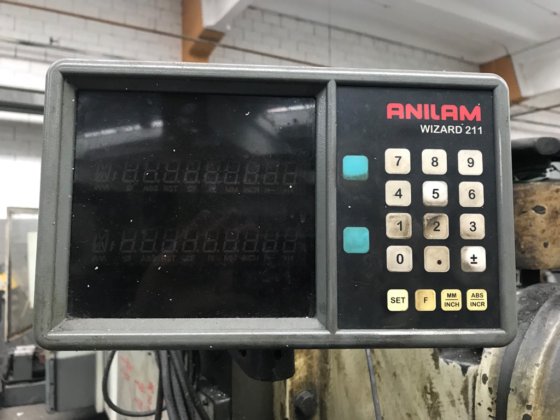 ANILAM
WIZARD 211
7 8 9
4 5 6
1 2 3
0 . ±
SET F MM INCH ABS INCR